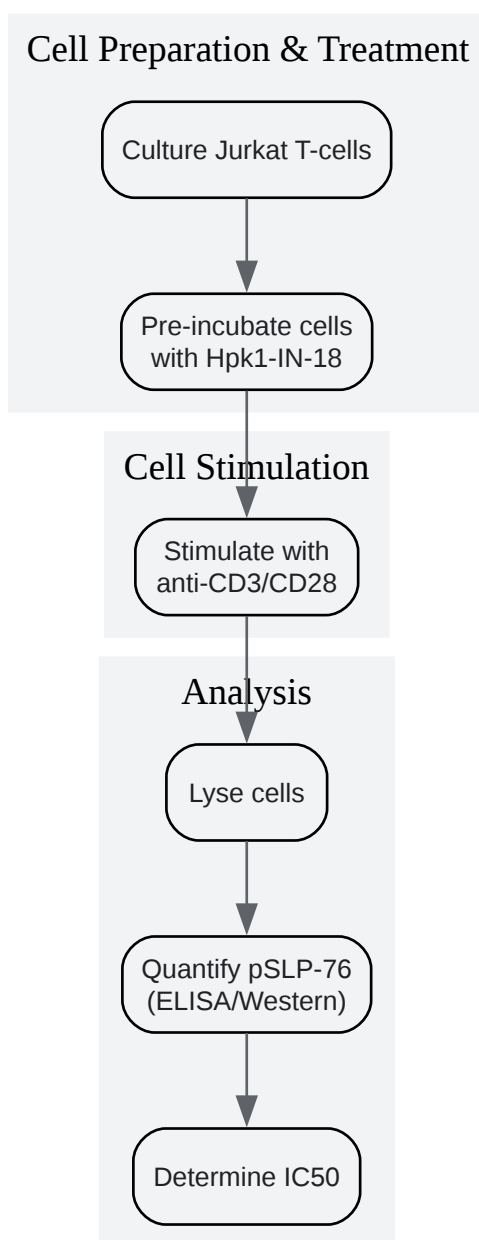 Cell Preparation & Treatment
Culture Jurkat T-cells
Pre-incubate cells
with Hpk1-IN-18
Cell Stimulation
Stimulate with
anti-CD3/CD28
Analysis
Lyse cells
Quantify pSLP-76
(ELISA/Western)
Determine IC50